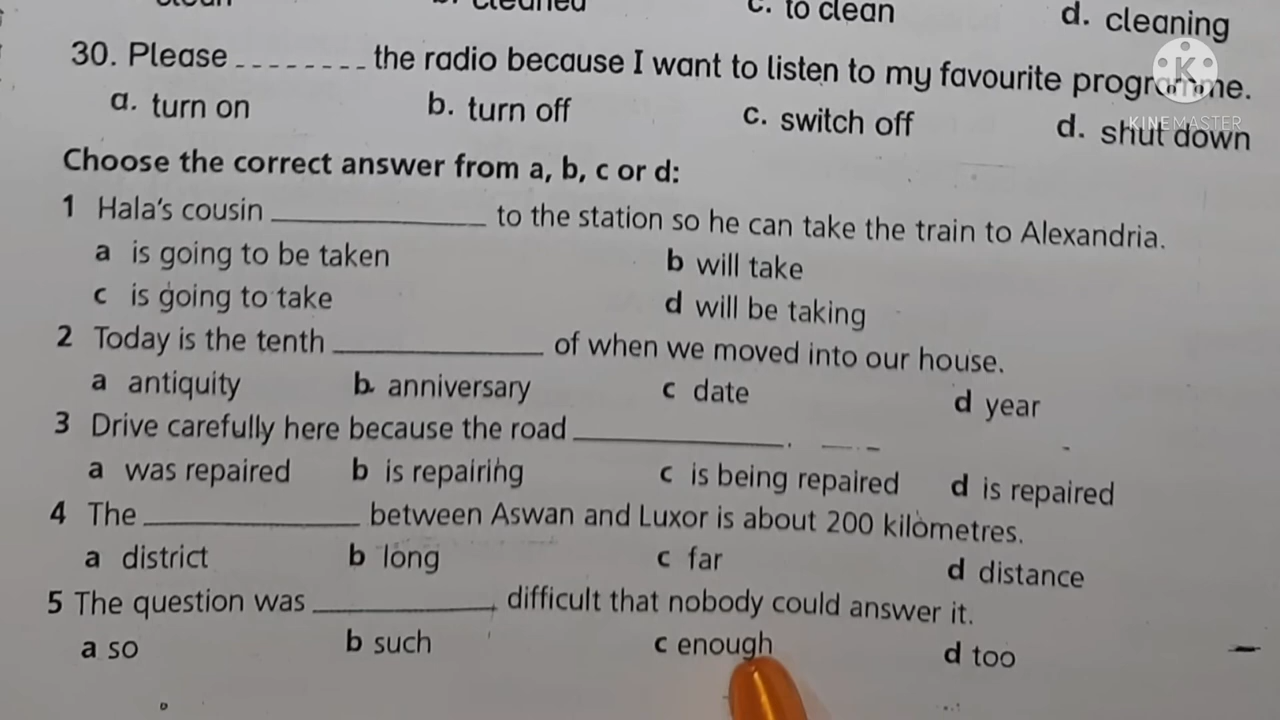 b. cleaned c. to clean d. cleaning
30. Please -------- the radio because I want to listen to my favourite programme.
a. turn on b. turn off c. switch off d. shut down
KINEMASTER
Choose the correct answer from a, b, c or d:
1 Hala's cousin ____________ to the station so he can take the train to Alexandria.
a is going to be taken b will take
c is going to take d will be taking
2 Today is the tenth ____________ of when we moved into our house.
a antiquity b. anniversary c date d year
3 Drive carefully here because the road ____________.
a was repaired b is repairing c is being repaired d is repaired
4 The ____________ between Aswan and Luxor is about 200 kilometres.
a district b long c far d distance
5 The question was ____________ difficult that nobody could answer it.
a so b such c enough d too